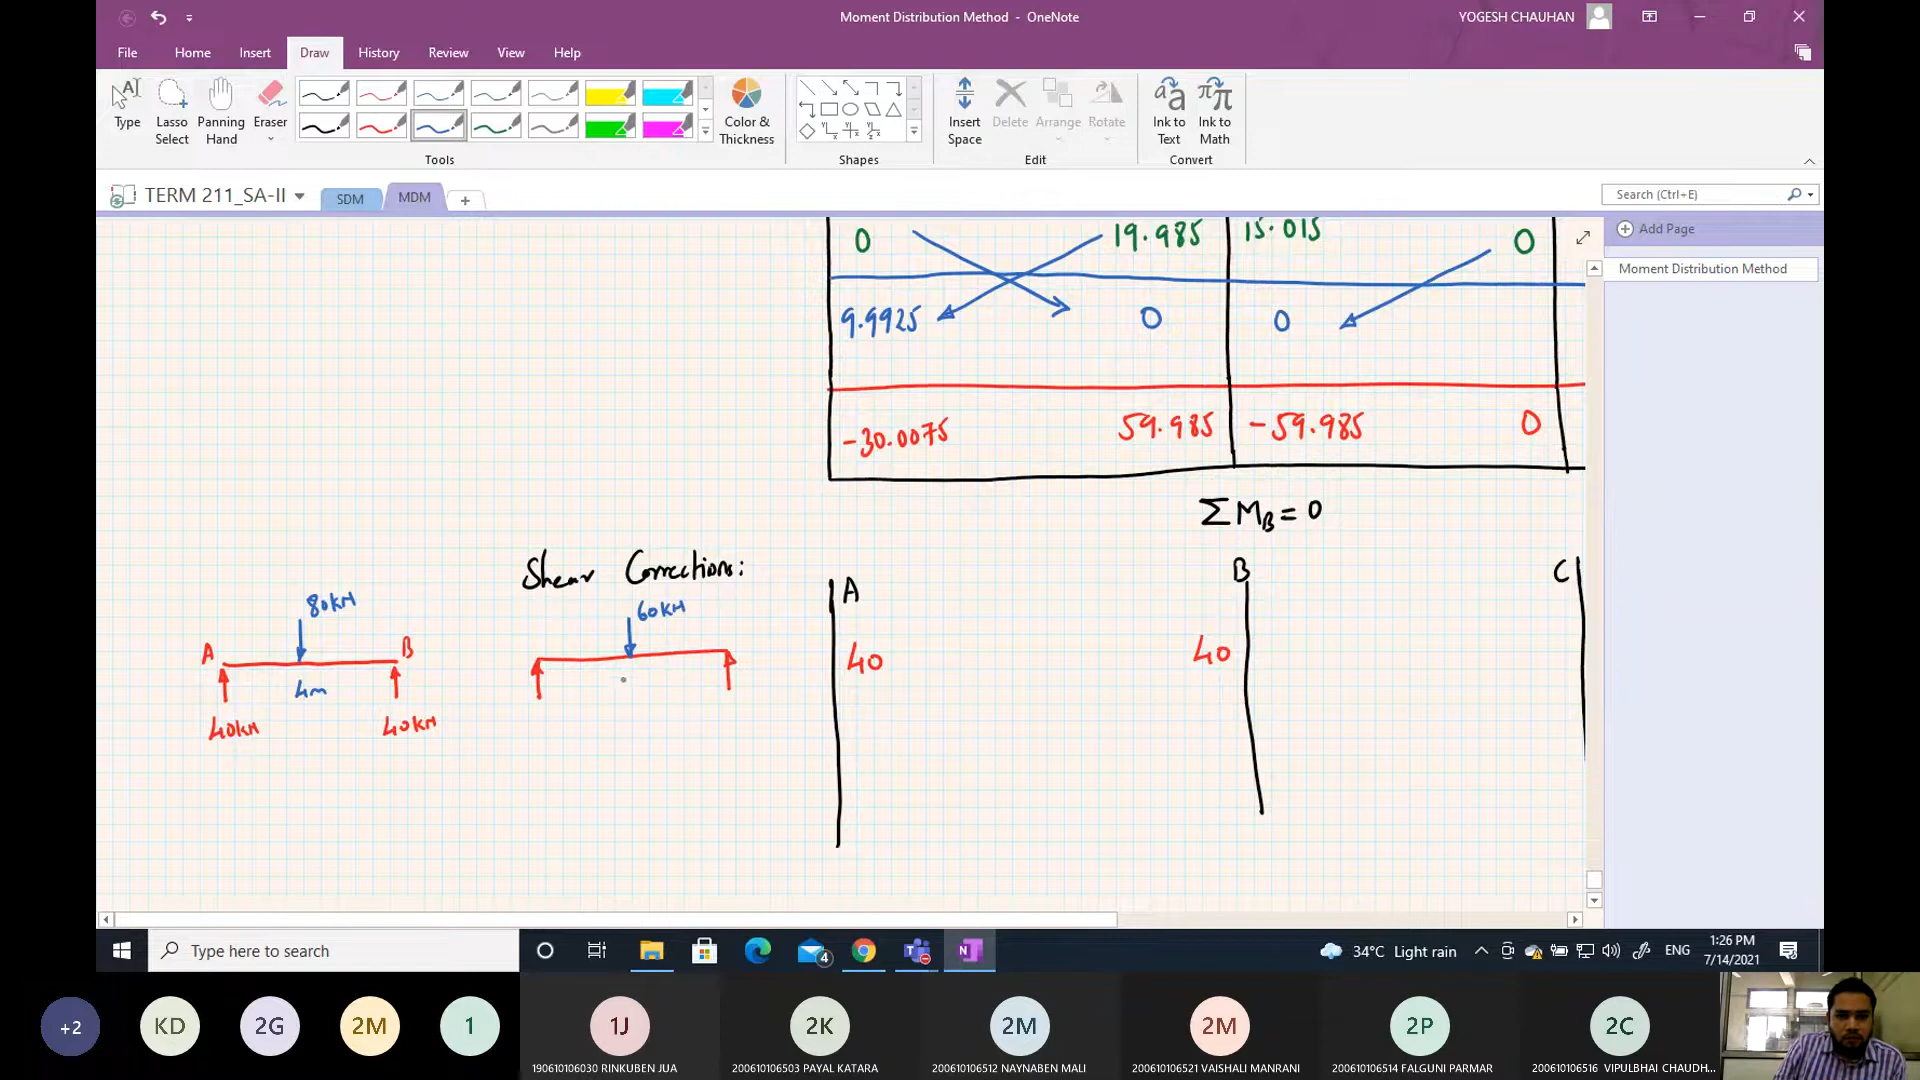 Moment Distribution Method - OneNote
YOGESH CHAUHAN
File Home Insert Draw History View Help
Type
Lasso Select
Panning Hand
Eraser
Tools
Color & Thickness
Shapes
Insert Space
Delete
Arrange
Rotate
Edit
Ink to Text
Ink to Math
Convert
TERM 211_SA-II
SDM
MDM
Search (Ctrl+E)
Add Page
Moment Distribution Method
0 19.985 15.015 0
9.9925 0 0
-30.0075 59.985 -59.985 0
ΣMB = 0
Shear Corrections:
A B C
80kN
60kN
A B
40 40
4m
40kN 40kN
Type here to search
4
34°C Light rain
ENG
1:26 PM
7/14/2021
+2 KD 2G 2M 1 1J 2K 2M 2M 2P 2C
190610106030 RINKUBEN JUA
200610106503 PAYAL KATARA
200610106512 NAYNABEN MALI
200610106521 VAISHALI MANRANI
200610106514 FALGUNI PARMAR
200610106516 VIPULBHAI CHAUDH...